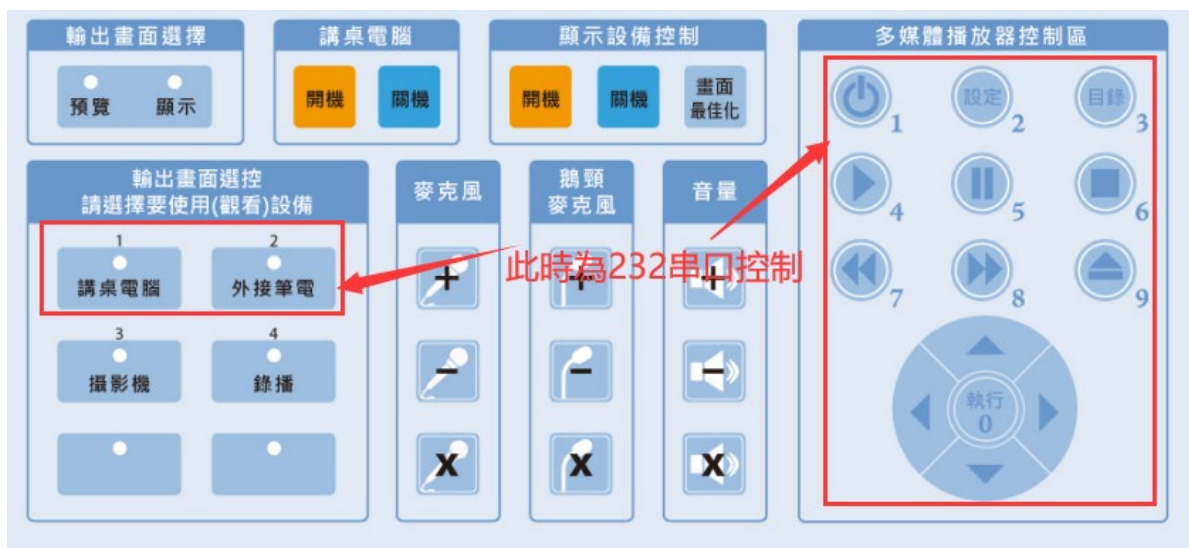 輸出畫面選擇
預覽
顯示
講桌電腦
開機
關機
顯示設備控制
開機
關機
畫面
最佳化
輸出畫面選控
請選擇要使用(觀看)設備
1
講桌電腦
2
外接筆電
3
攝影機
4
錄播
麥克風
+
-
X
鵝頸
麥克風
+
-
X
音量
+
-
X
此時為232串口控制
多媒體播放器控制區
1
設定
2
目錄
3
4
5
6
7
8
9
執行
0